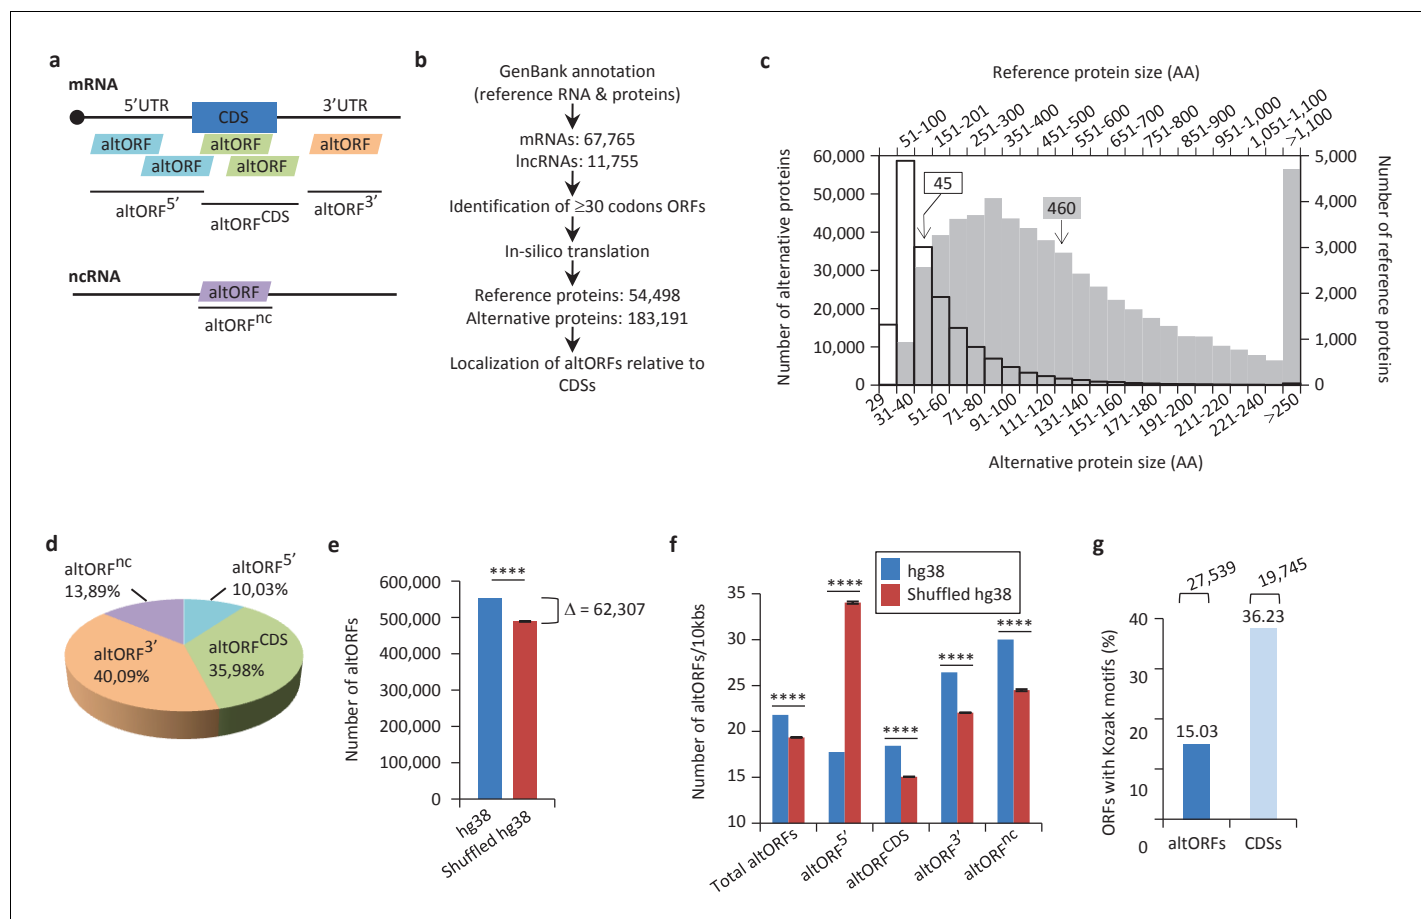 a
mRNA
5'UTR
CDS
3'UTR
altORF
altORF
altORF
altORF
altORF
altORF5'
altORFCDS
altORF3'
ncRNA
altORF
altORFnc
b
GenBank annotation
(reference RNA & proteins)
mRNAs: 67,765
lncRNAs: 11,755
Identification of ≥30 codons ORFs
In-silico translation
Reference proteins: 54,498
Alternative proteins: 183,191
Localization of altORFs relative to
CDSs
c
Reference protein size (AA)
51-100
151-201
251-300
351-400
451-500
551-600
651-700
751-800
851-900
951-1,000
1,051-1,100
>1,100
Number of alternative proteins
60,000
50,000
40,000
30,000
20,000
10,000
0
45
460
5,000
4,000
3,000
2,000
1,000
0
Number of reference proteins
29
31-40
51-60
71-80
91-100
111-120
131-140
151-160
171-180
191-200
211-220
221-240
>250
Alternative protein size (AA)
d
altORFnc
13,89%
altORF5'
10,03%
altORF3'
40,09%
altORFCDS
35,98%
e
Number of altORFs
600,000
500,000
400,000
300,000
200,000
100,000
0
****
Δ = 62,307
hg38
Shuffled hg38
f
hg38
Shuffled hg38
Number of altORFs/10kbs
35
30
25
20
15
10
****
****
****
****
****
Total altORFs
altORF5'
altORFCDS
altORF3'
altORFnc
g
ORFs with Kozak motifs (%)
40
30
20
10
0
27,539
19,745
15.03
36.23
altORFs
CDSs